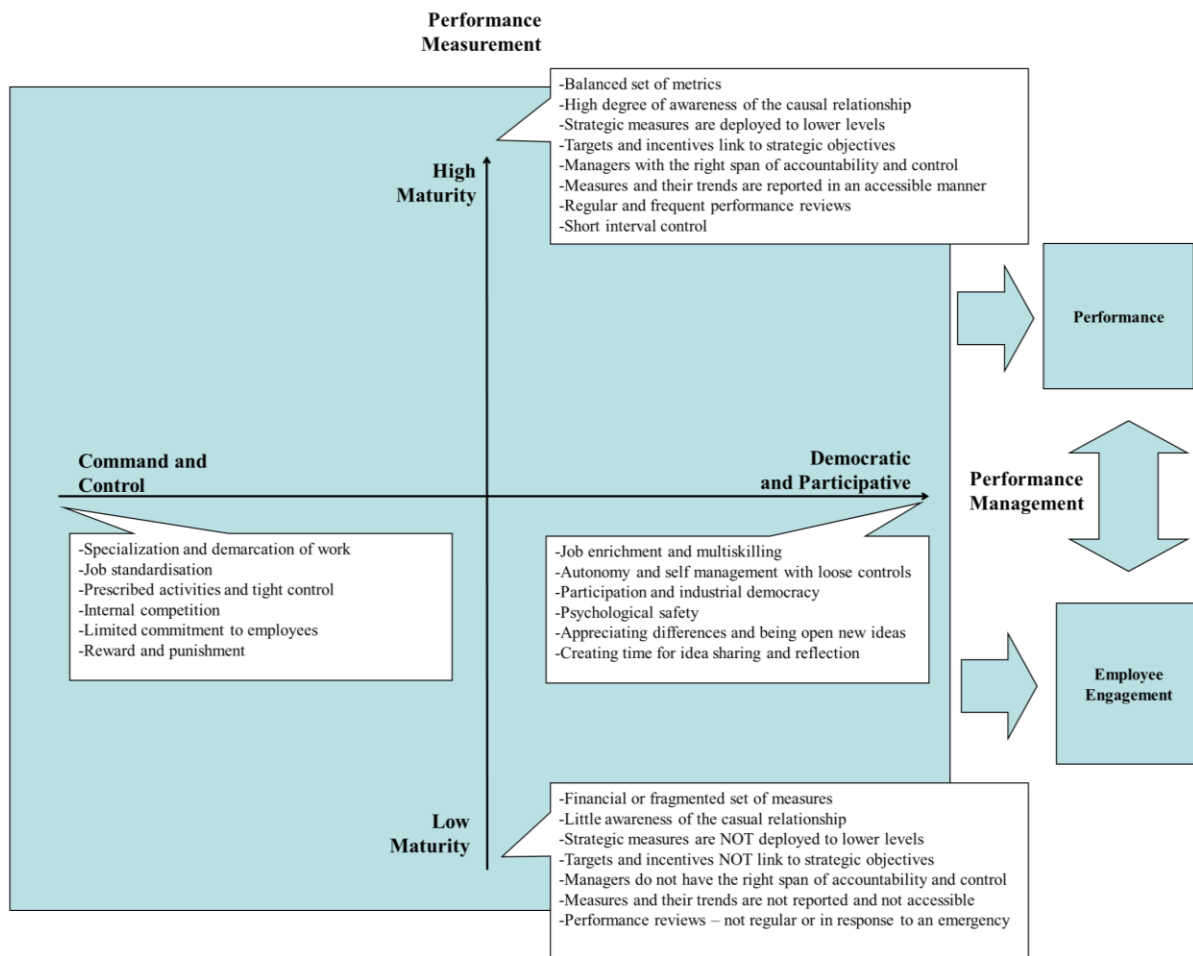 Performance
Measurement
-Balanced set of metrics
-High degree of awareness of the causal relationship
-Strategic measures are deployed to lower levels
-Targets and incentives link to strategic objectives
-Managers with the right span of accountability and control
-Measures and their trends are reported in an accessible manner
-Regular and frequent performance reviews
-Short interval control
High
Maturity
Performance
Command and
Control
Democratic
and Participative
Performance
Management
-Specialization and demarcation of work
-Job standardisation
-Prescribed activities and tight control
-Internal competition
-Limited commitment to employees
-Reward and punishment
-Job enrichment and multiskilling
-Autonomy and self management with loose controls
-Participation and industrial democracy
-Psychological safety
-Appreciating differences and being open new ideas
-Creating time for idea sharing and reflection
Employee
Engagement
Low
Maturity
-Financial or fragmented set of measures
-Little awareness of the casual relationship
-Strategic measures are NOT deployed to lower levels
-Targets and incentives NOT link to strategic objectives
-Managers do not have the right span of accountability and control
-Measures and their trends are not reported and not accessible
-Performance reviews – not regular or in response to an emergency